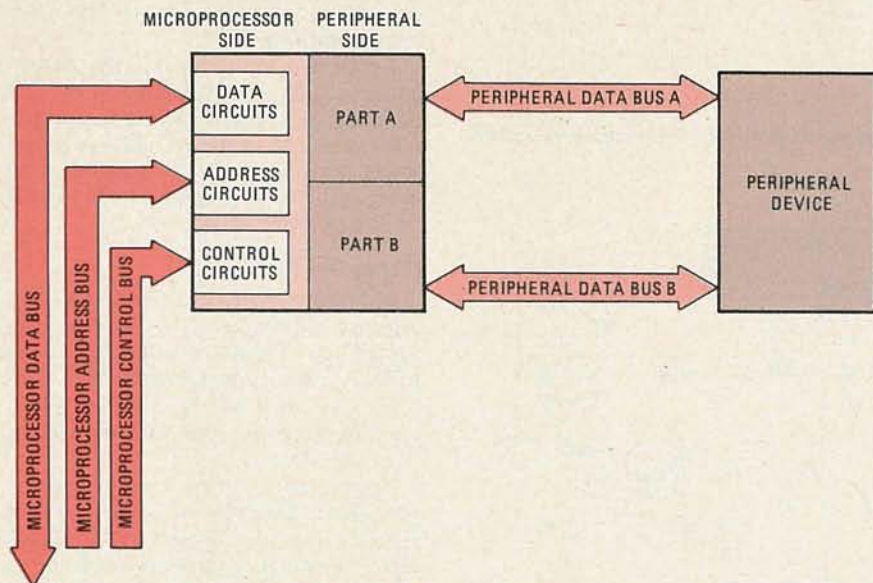 MICROPROCESSOR
SIDE
PERIPHERAL
SIDE
DATA
CIRCUITS
ADDRESS
CIRCUITS
CONTROL
CIRCUITS
PART A
PART B
PERIPHERAL DATA BUS A
PERIPHERAL DATA BUS B
PERIPHERAL
DEVICE
MICROPROCESSOR DATA BUS
MICROPROCESSOR ADDRESS BUS
MICROPROCESSOR CONTROL BUS